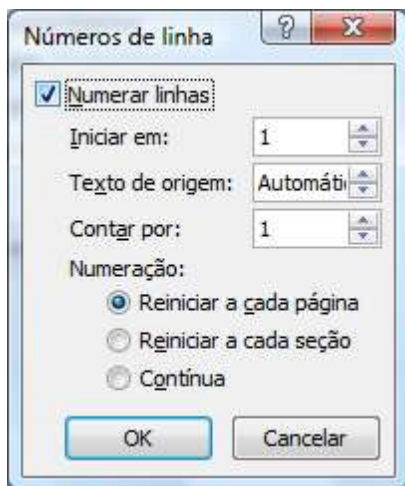 Números de linha
Numerar linhas
Iniciar em: 1
Texto de origem: Automáti
Contar por: 1
Numeração:
Reiniciar a cada página
Reiniciar a cada seção
Contínua
OK Cancelar